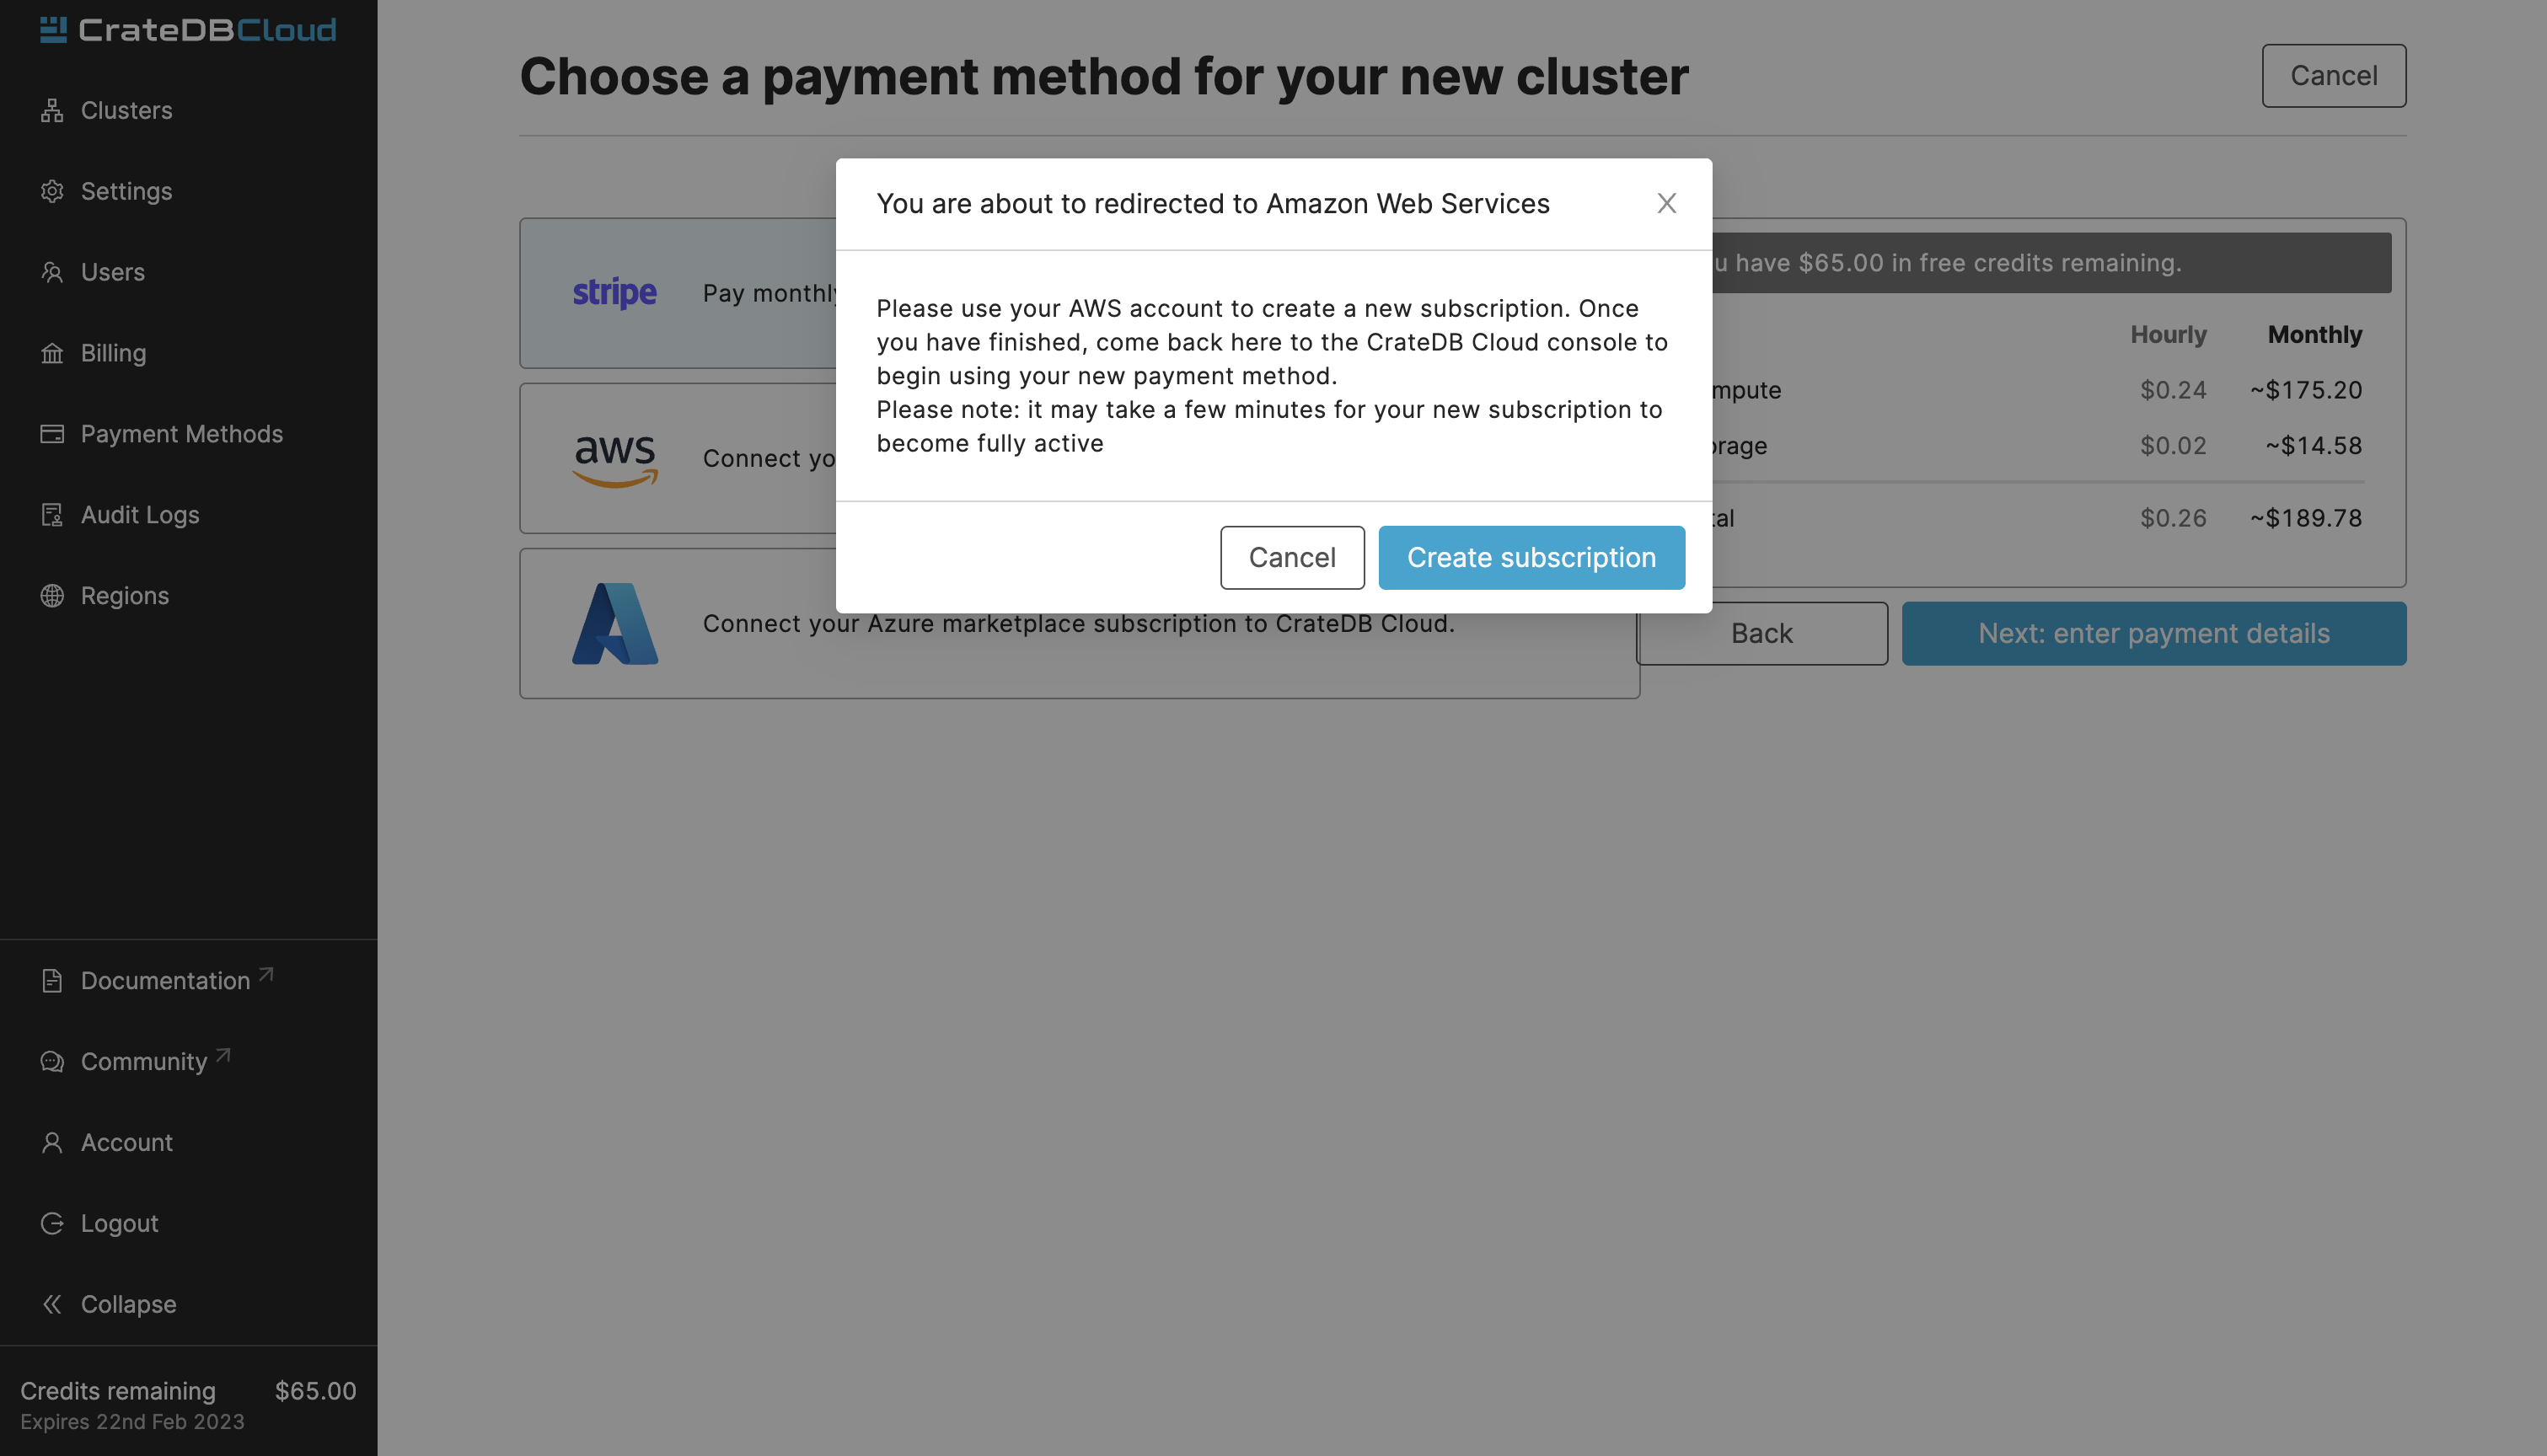 CrateDBCloud
Clusters
Settings
Users
Billing
Payment Methods
Audit Logs
Regions
Documentation
Community
Account
Logout
Collapse
Credits remaining $65.00
Expires 22nd Feb 2023
Choose a payment method for your new cluster
Cancel
You are about to redirected to Amazon Web Services
Please use your AWS account to create a new subscription. Once
you have finished, come back here to the CrateDB Cloud console to
begin using your new payment method.
Please note: it may take a few minutes for your new subscription to
become fully active
Cancel Create subscription
stripe Pay monthly
aws Connect
Connect your Azure marketplace subscription to CrateDB Cloud.
have $65.00 in free credits remaining.
Hourly Monthly
$0.24 ~$175.20
$0.02 ~$14.58
$0.26 ~$189.78
Back Next: enter payment details